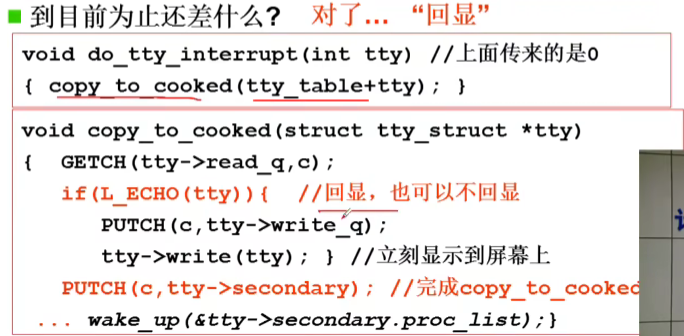 到目前为止还差什么? 对了… “回显”
void do_tty_interrupt(int tty) //上面传来的是0
{ copy_to_cooked(tty_table+tty); }
void copy_to_cooked(struct tty_struct *tty)
{ GETCH(tty->read_q,c);
if(L_ECHO(tty)){ //回显，也可以不回显
PUTCH(c,tty->write_q);
tty->write(tty); } //立刻显示到屏幕上
PUTCH(c,tty->secondary); //完成copy_to_cooked
... wake_up(&tty->secondary.proc_list);}